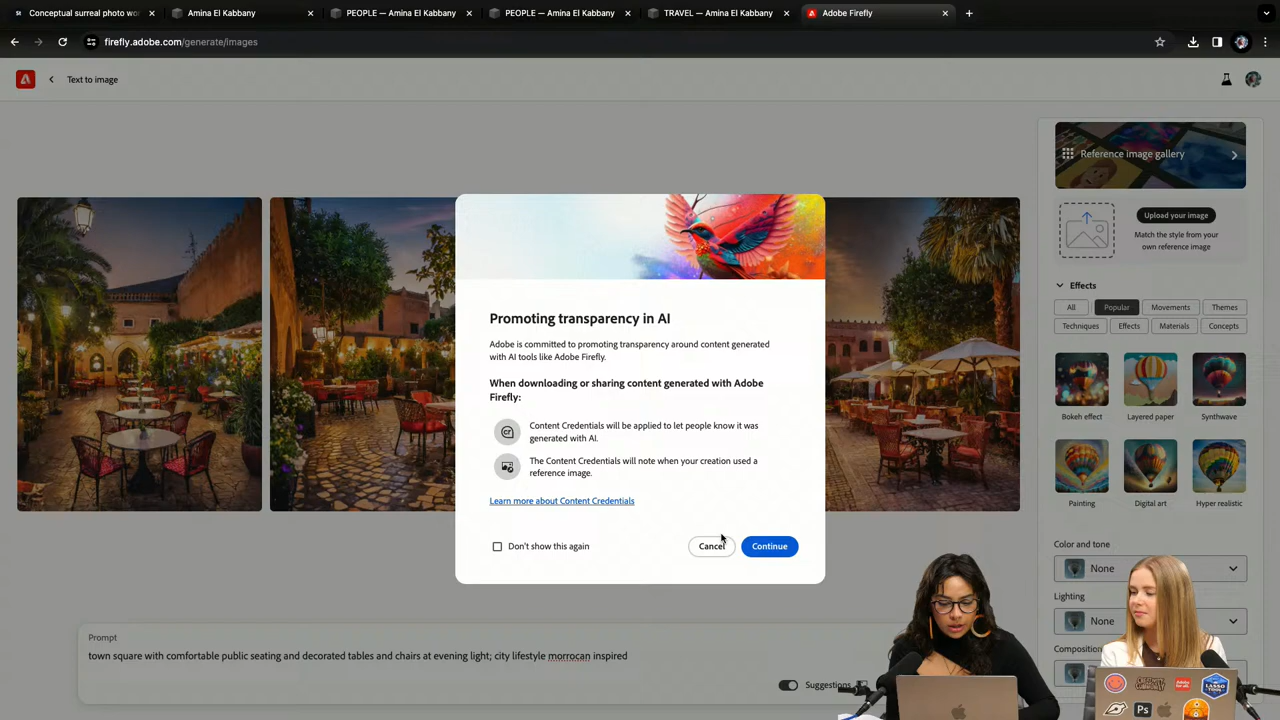 Conceptual surreal photo wo
Amina El Kabbany
PEOPLE — Amina El Kabbany
PEOPLE — Amina El Kabbany
TRAVEL — Amina El Kabbany
Adobe Firefly
firefly.adobe.com/generate/images
Text to image
Reference image gallery
Upload your image
Match the style from your
own reference image
Effects
All
Popular
Movements
Themes
Techniques
Effects
Materials
Concepts
Bokeh effect
Layered paper
Synthwave
Painting
Digital art
Hyper realistic
Color and tone
None
Lighting
None
Composition
Promoting transparency in AI
Adobe is committed to promoting transparency around content generated
with AI tools like Adobe Firefly.
When downloading or sharing content generated with Adobe
Firefly:
Content Credentials will be applied to let people know it was
generated with AI.
The Content Credentials will note when your creation used a
reference image.
Learn more about Content Credentials
Don't show this again
Cancel
Continue
Prompt
town square with comfortable public seating and decorated tables and chairs at evening light; city lifestyle morrocan inspired
Suggestions
Ps
LASSO
TOOL